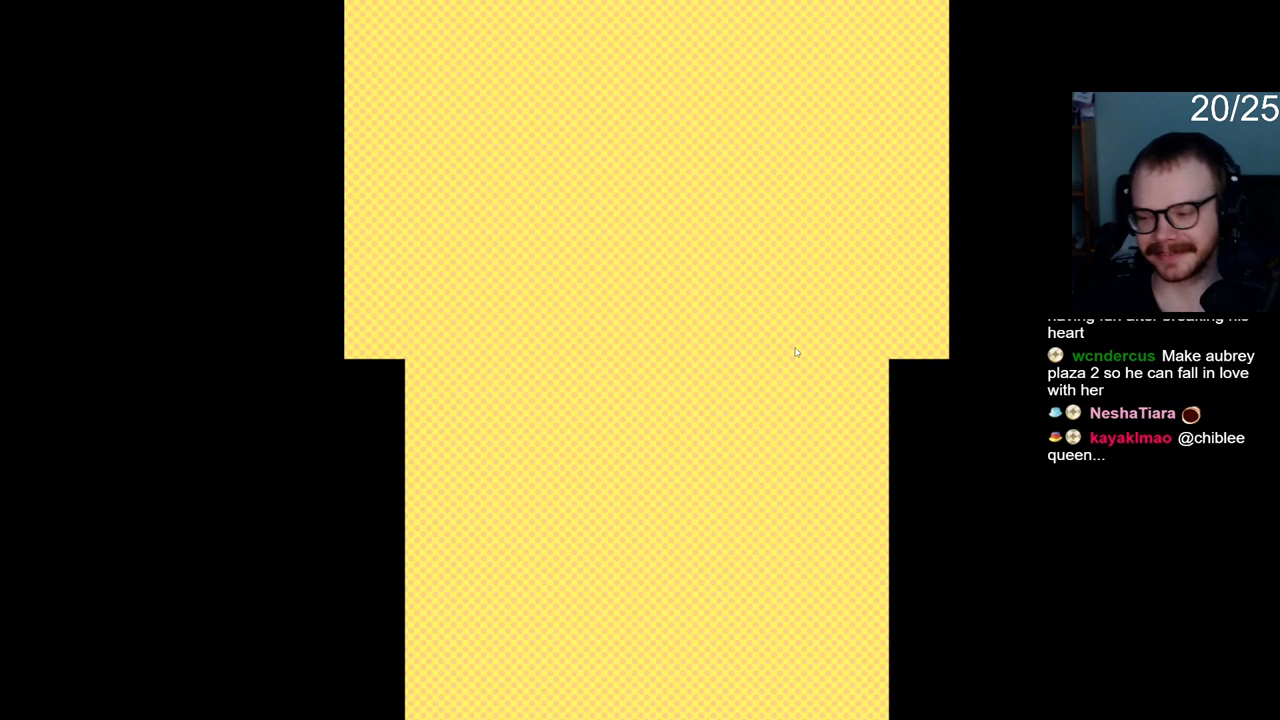 20/25
heart
wcndercus Make aubrey
plaza 2 so he can fall in love
with her
NeshaTiara
kayaklmao @chiblee
queen...